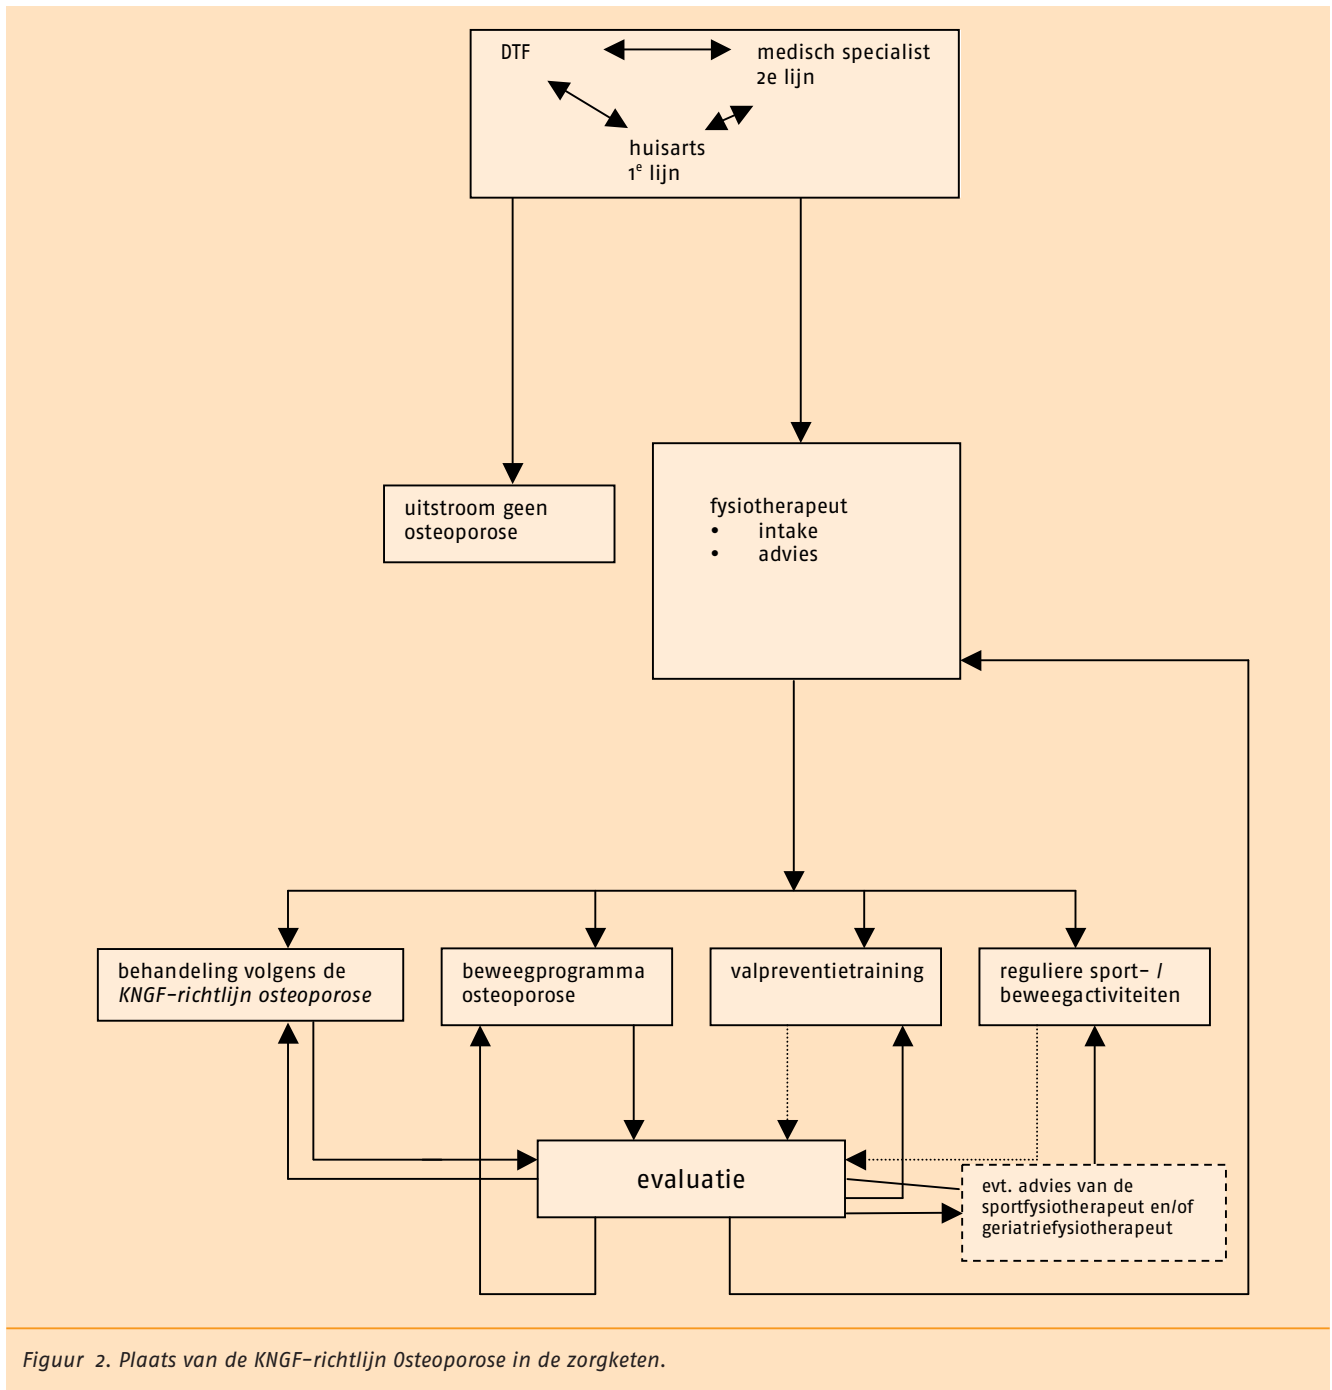 DTF
medisch specialist
2e lijn
huisarts
1e lijn
uitstroom geen
osteoporose
fysiotherapeut
• intake
• advies
behandeling volgens de
KNGF-richtlijn osteoporose
beweegprogramma
osteoporose
valpreventietraining
reguliere sport- /
beweegactiviteiten
evaluatie
evt. advies van de
sportfysiotherapeut en/of
geriatriefysiotherapeut
Figuur 2. Plaats van de KNGF-richtlijn Osteoporose in de zorgketen.